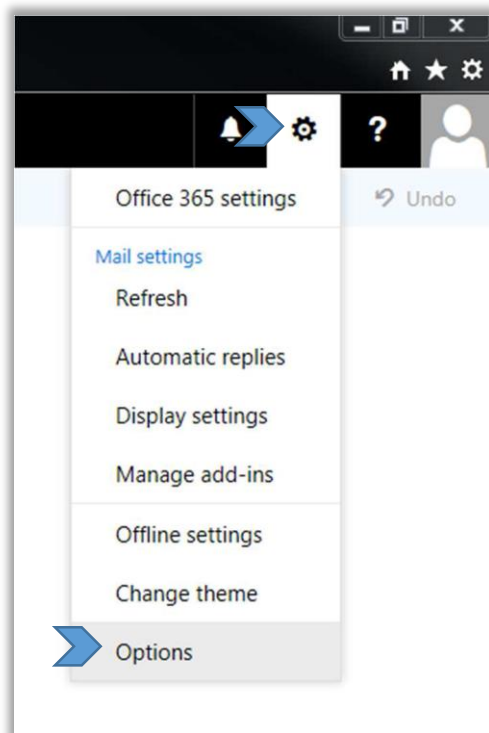 ?
Office 365 settings
Undo
Mail settings
Refresh
Automatic replies
Display settings
Manage add-ins
Offline settings
Change theme
Options